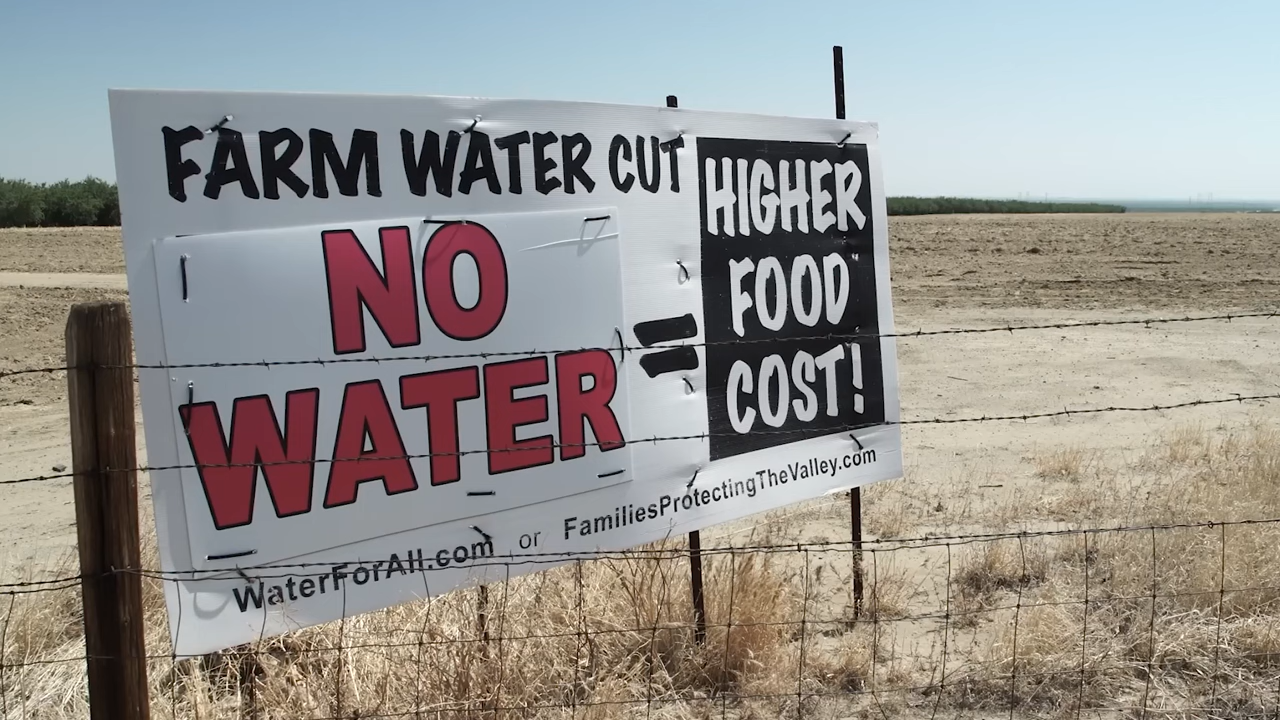 FARM WATER CUT
NO
WATER
=
HIGHER
FOOD
COST!
WaterForAll.com or FamiliesProtectingTheValley.com